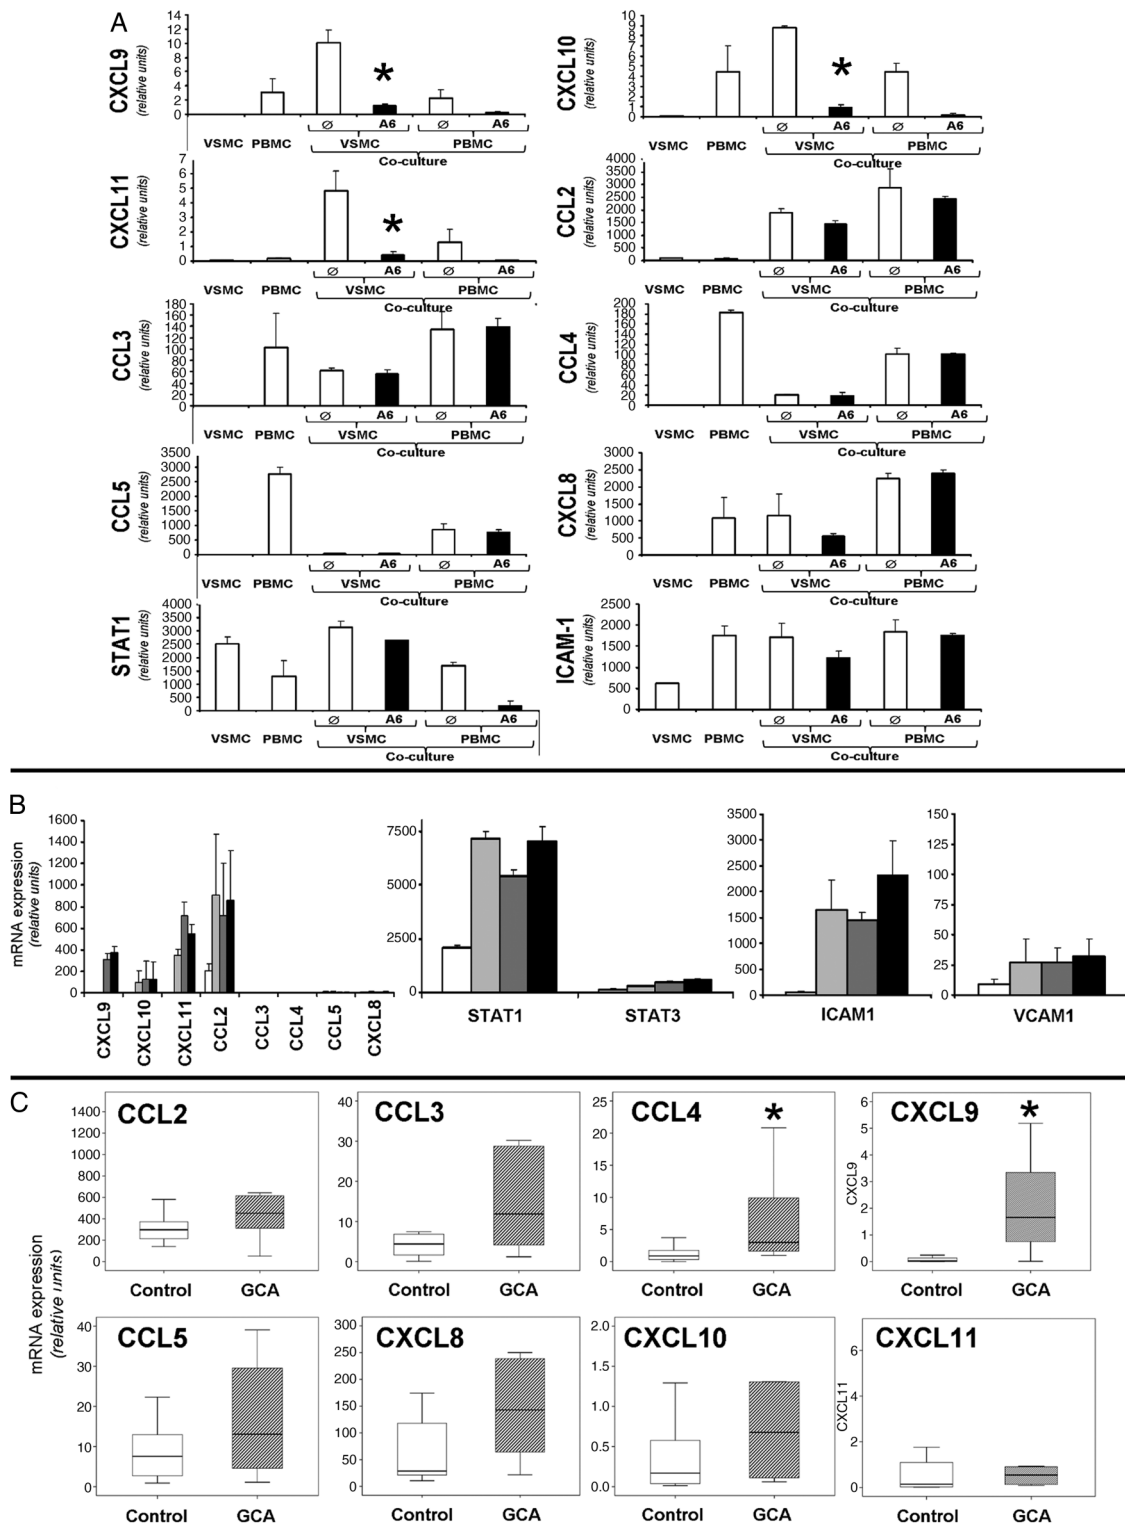 A
CXCL9
(relative units)
14
12
10
8
6
4
2
0
*
Ø A6 Ø A6
VSMC PBMC VSMC PBMC
Co-culture
CXCL10
(relative units)
10
9
8
7
6
5
4
3
2
1
0
*
Ø A6 Ø A6
VSMC PBMC VSMC PBMC
Co-culture
CXCL11
(relative units)
7
6
5
4
3
2
1
0
*
Ø A6 Ø A6
VSMC PBMC VSMC PBMC
Co-culture
CCL2
(relative units)
4000
3500
3000
2500
2000
1500
1000
500
0
Ø A6 Ø A6
VSMC PBMC VSMC PBMC
Co-culture
CCL3
(relative units)
180
160
140
120
100
80
60
40
20
0
Ø A6 Ø A6
VSMC PBMC VSMC PBMC
Co-culture
CCL4
(relative units)
200
180
160
140
120
100
80
60
40
20
0
Ø A6 Ø A6
VSMC PBMC VSMC PBMC
Co-culture
CCL5
(relative units)
3500
3000
2500
2000
1500
1000
500
0
Ø A6 Ø A6
VSMC PBMC VSMC PBMC
Co-culture
CXCL8
(relative units)
3000
2500
2000
1500
1000
500
0
Ø A6 Ø A6
VSMC PBMC VSMC PBMC
Co-culture
STAT1
(relative units)
4000
3500
3000
2500
2000
1500
1000
500
0
Ø A6 Ø A6
VSMC PBMC VSMC PBMC
Co-culture
ICAM-1
(relative units)
2500
2000
1500
1000
500
0
Ø A6 Ø A6
VSMC PBMC VSMC PBMC
Co-culture
B
mRNA expression
(relative units)
1600
1400
1200
1000
800
600
400
200
0
CXCL9 CXCL10 CXCL11 CCL2 CCL3 CCL4 CCL5 CXCL8
7500
5000
2500
0
STAT1 STAT3
3500
3000
2500
2000
1500
1000
500
0
ICAM1
150
125
100
75
50
25
0
VCAM1
C
mRNA expression
(relative units)
CCL2
1400
1200
1000
800
600
400
200
0
Control GCA
CCL3
40
30
20
10
0
Control GCA
CCL4
*
25
20
15
10
5
0
Control GCA
CXCL9
*
CXCL9
6
5
4
3
2
1
0
Control GCA
CCL5
40
30
20
10
0
Control GCA
CXCL8
300
250
200
150
100
50
0
Control GCA
CXCL10
2.0
1.5
1.0
0.5
0.0
Control GCA
CXCL11
CXCL11
6
4
2
0
Control GCA